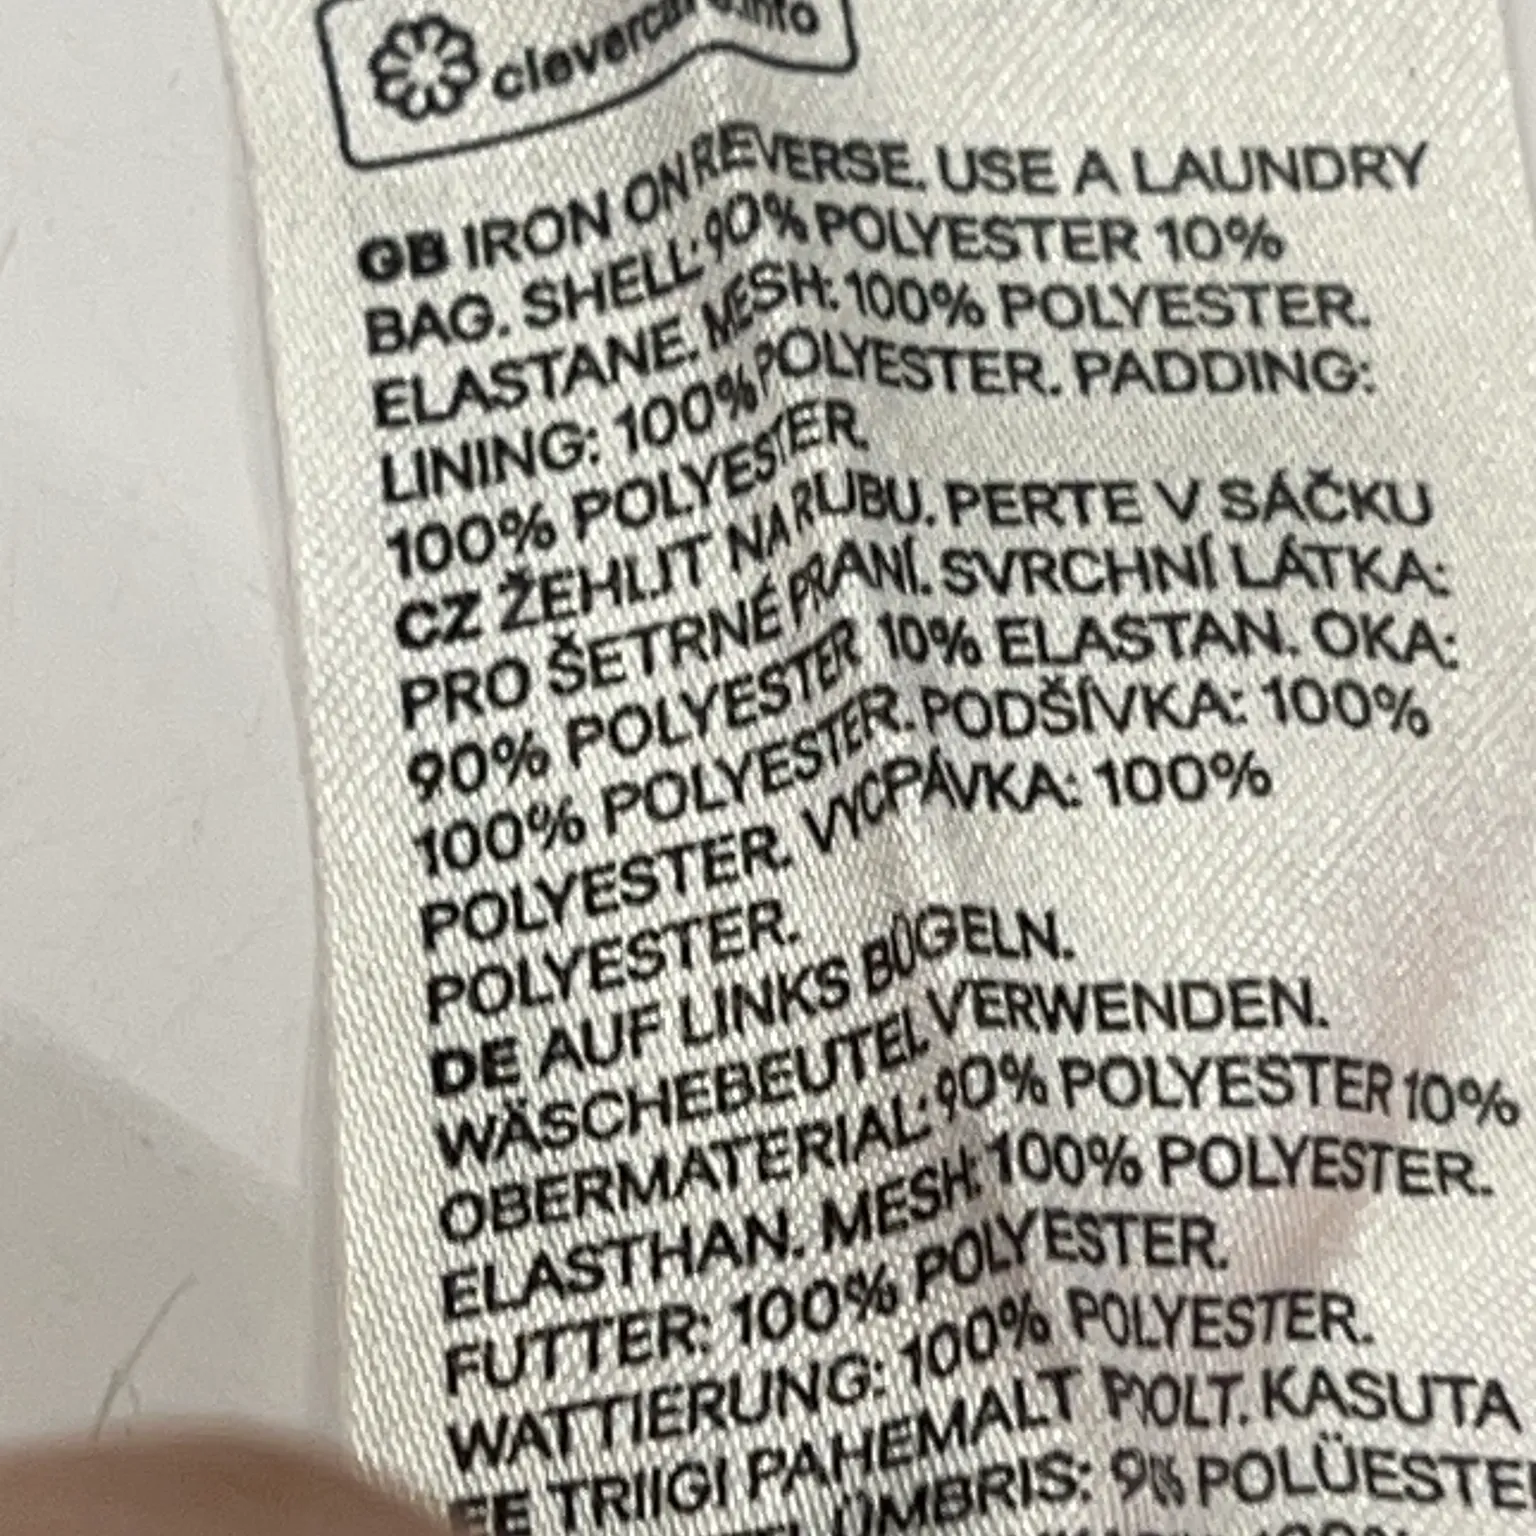 clevercare.info
GB IRON ON REVERSE. USE A LAUNDRY
BAG. SHELL: 90% POLYESTER 10%
ELASTANE. MESH: 100% POLYESTER.
LINING: 100% POLYESTER. PADDING:
100% POLYESTER.
CZ ŽEHLIT NA RUBU. PERTE V SÁČKU
PRO ŠETRNÉ PRANÍ. SVRCHNÍ LÁTKA:
90% POLYESTER 10% ELASTAN. OKA:
100% POLYESTER. PODŠÍVKA: 100%
POLYESTER. VYCPÁVKA: 100%
POLYESTER.
DE AUF LINKS BÜGELN.
WÄSCHEBEUTEL VERWENDEN.
OBERMATERIAL: 90% POLYESTER 10%
ELASTHAN. MESH: 100% POLYESTER.
FUTTER: 100% POLYESTER.
WATTIERUNG: 100% POLYESTER.
EE TRIIGI PAHEMALT POOLT. KASUTA